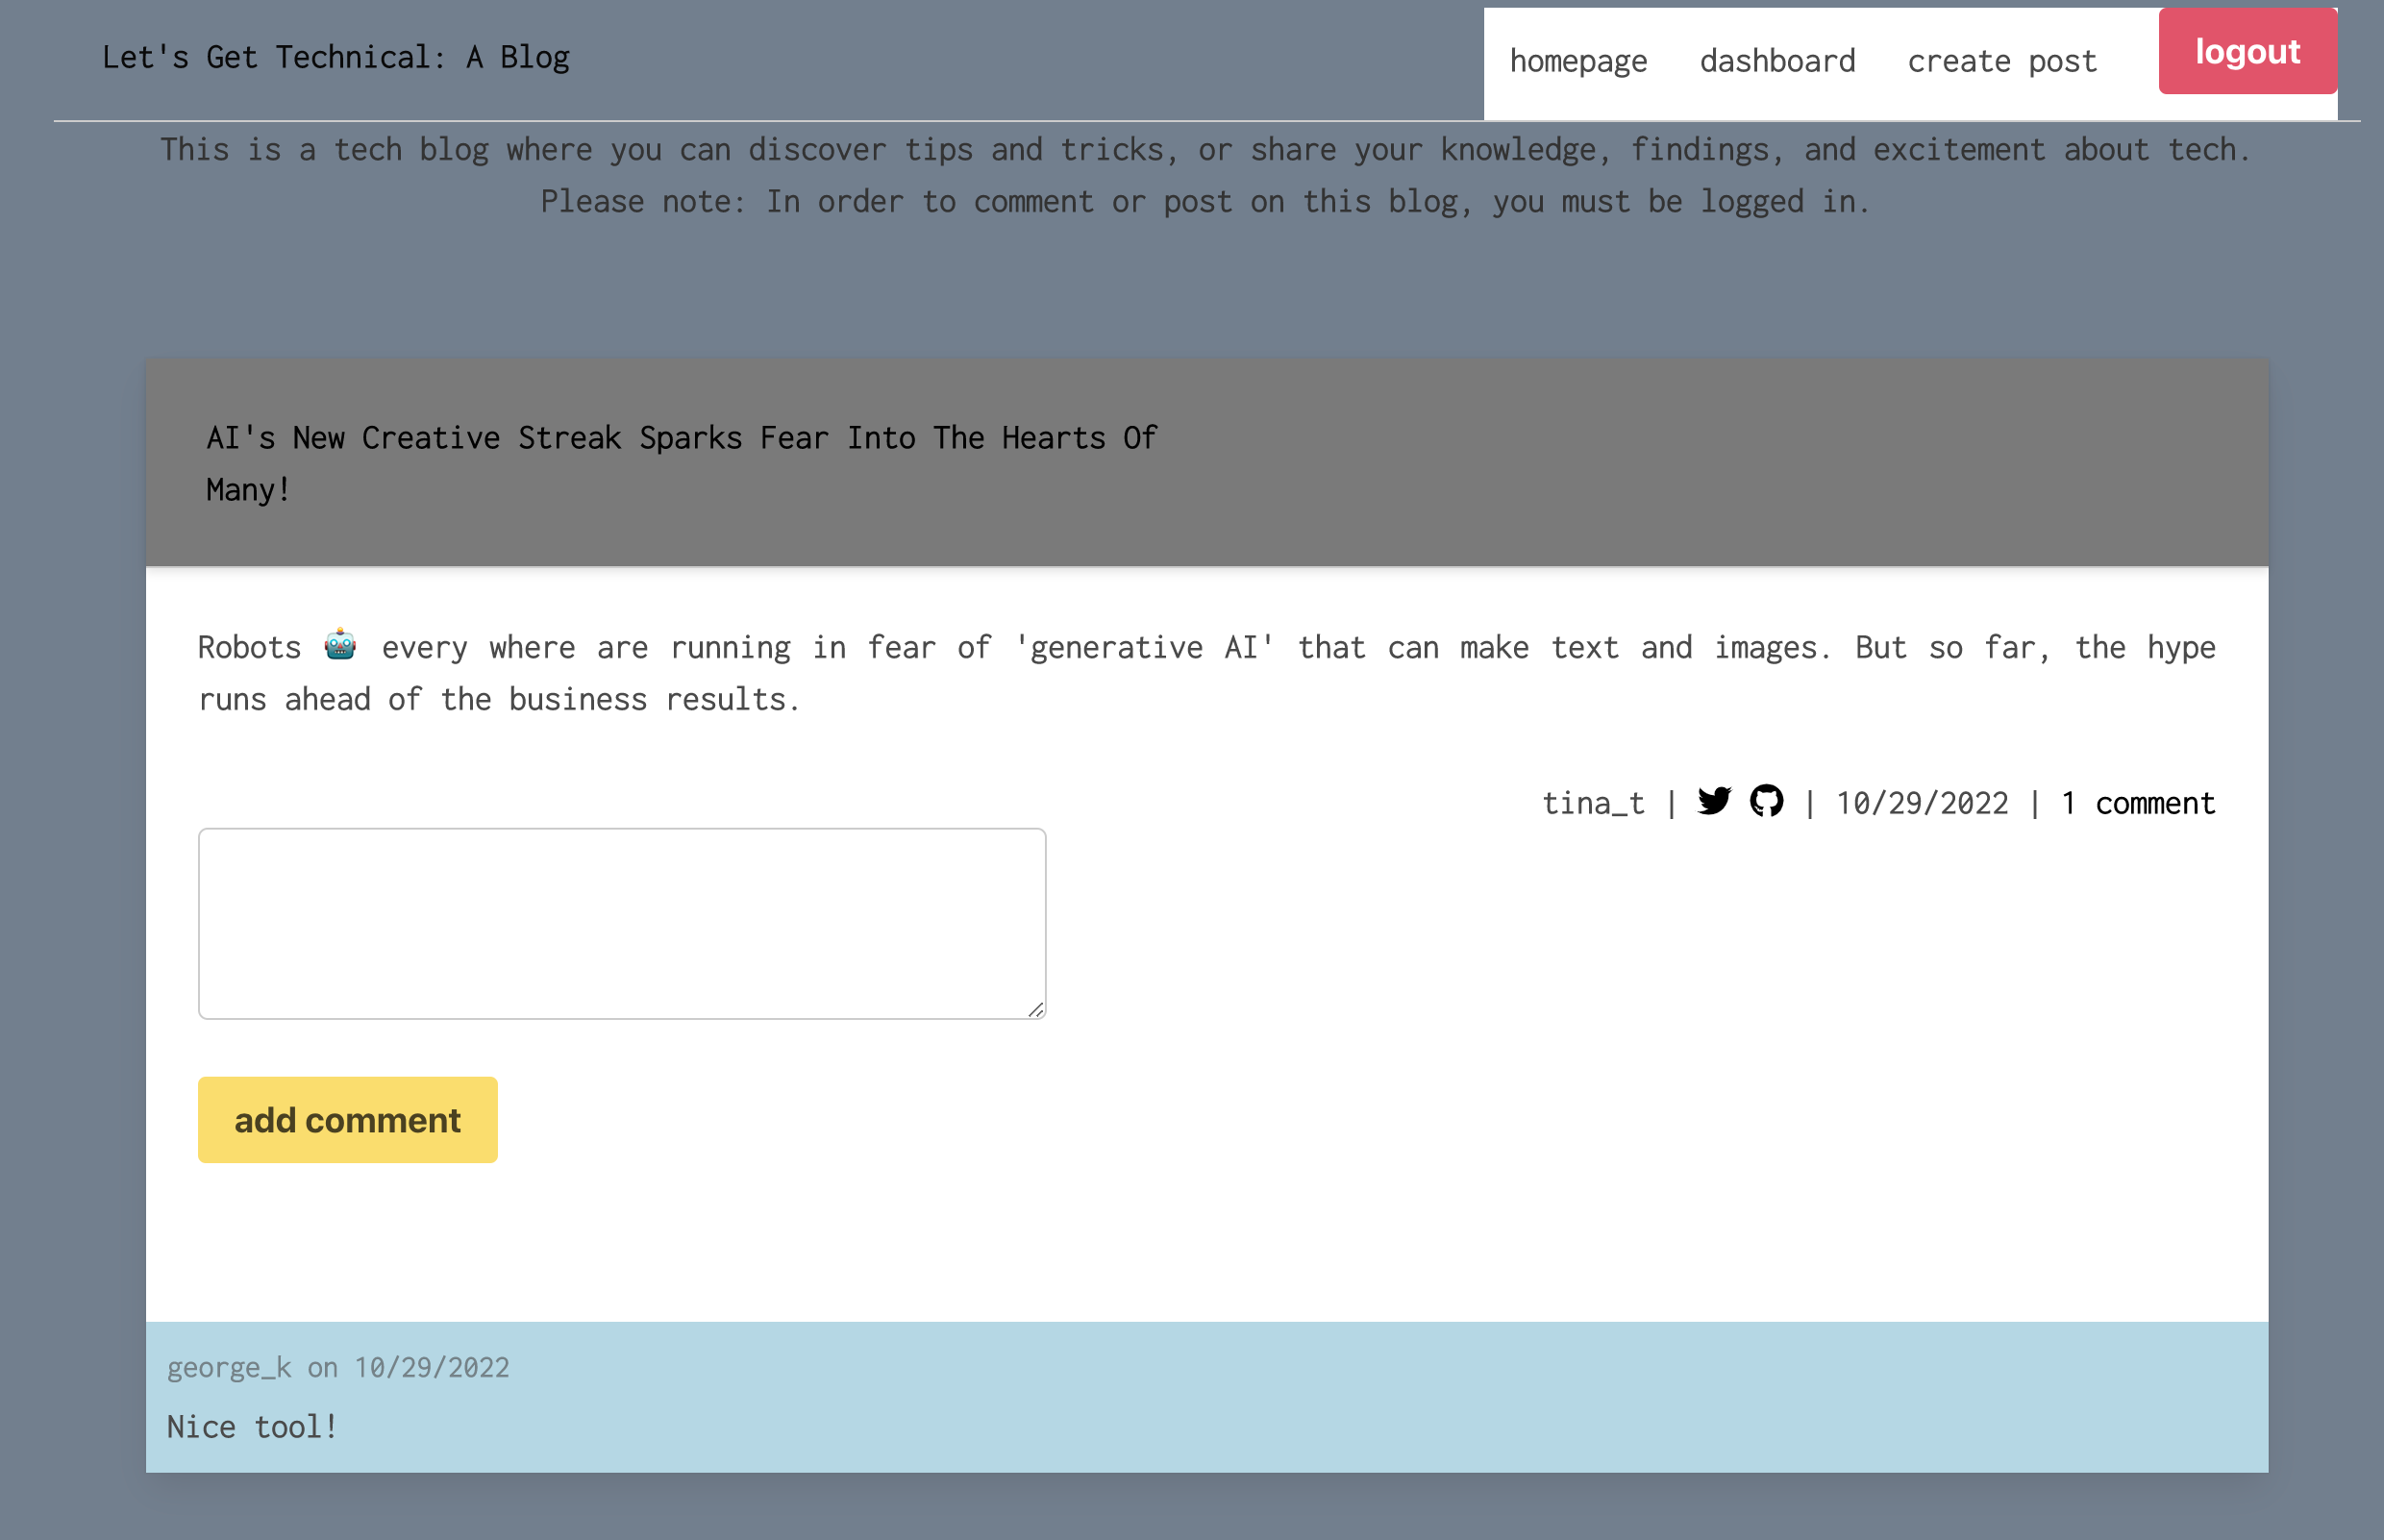 Let's Get Technical: A Blog
homepage dashboard create post logout
This is a tech blog where you can discover tips and tricks, or share your knowledge, findings, and excitement about tech.
Please note: In order to comment or post on this blog, you must be logged in.
AI's New Creative Streak Sparks Fear Into The Hearts Of
Many!
Robots 🤖 every where are running in fear of 'generative AI' that can make text and images. But so far, the hype
runs ahead of the business results.
tina_t | | 10/29/2022 | 1 comment
add comment
george_k on 10/29/2022
Nice tool!